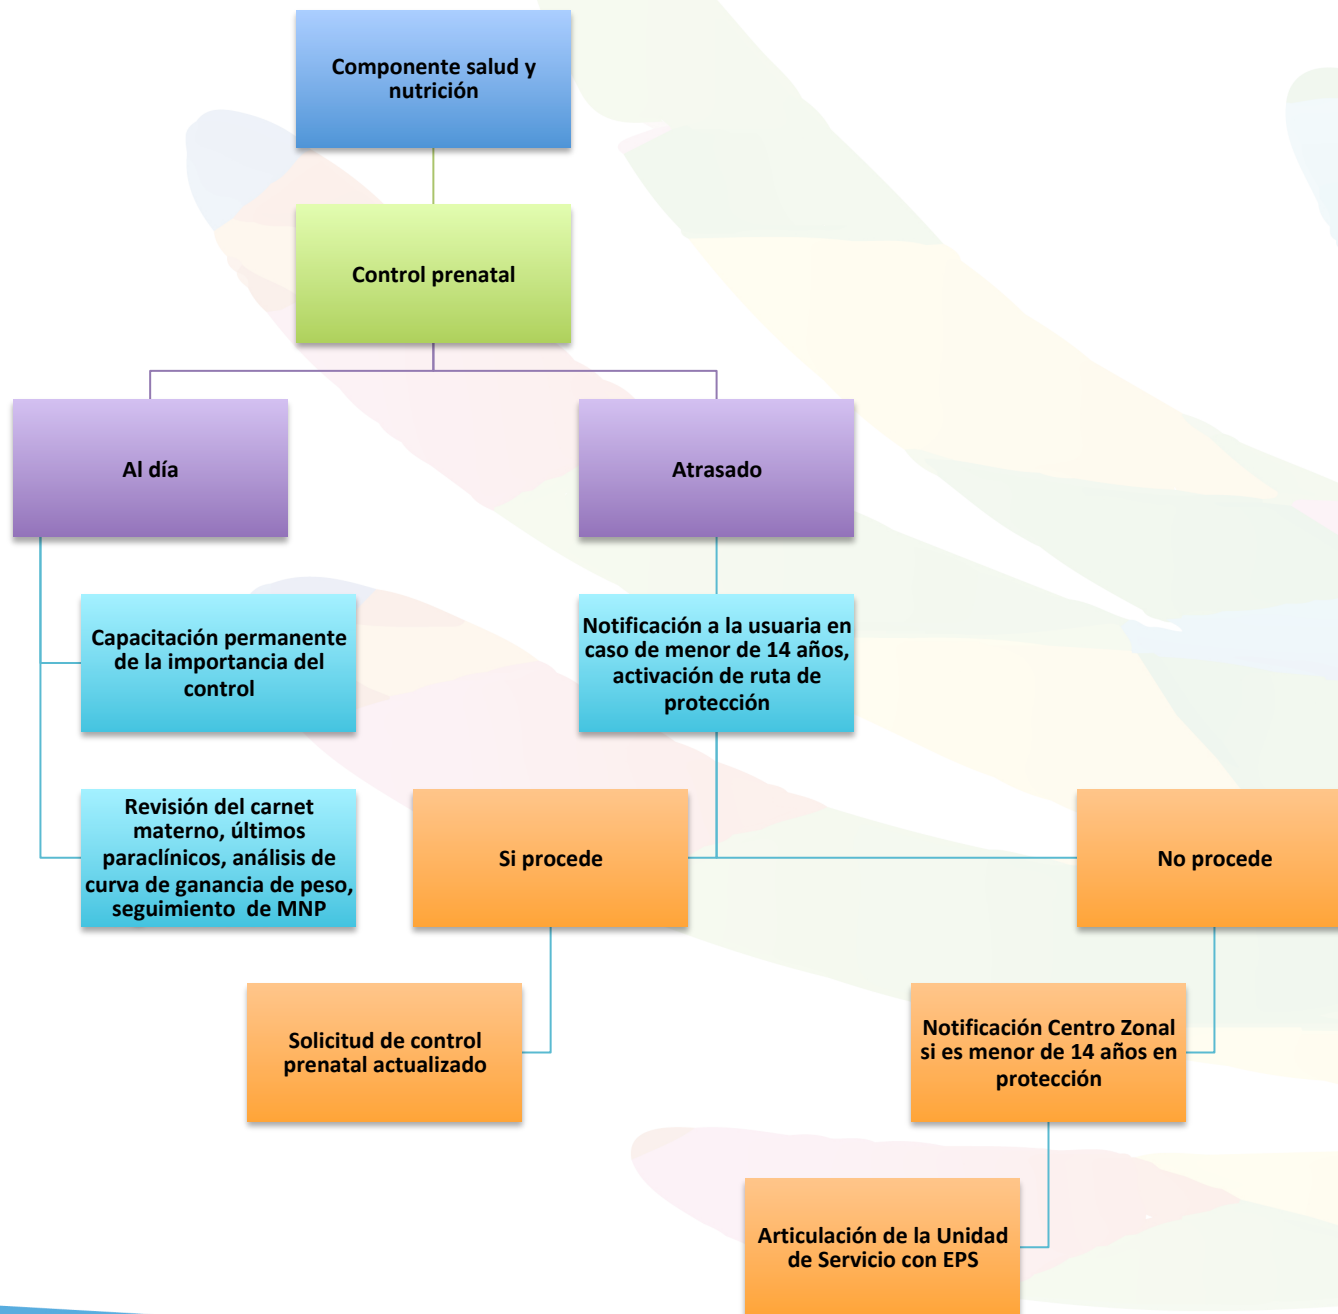 Componente salud y
nutrición
Control prenatal
Al día
Atrasado
Capacitación permanente
de la importancia del
control
Notificación a la usuaria en
caso de menor de 14 años,
activación de ruta de
protección
Revisión del carnet
materno, últimos
paraclínicos, análisis de
curva de ganancia de peso,
seguimiento  de MNP
Si procede
No procede
Solicitud de control
prenatal actualizado
Notificación Centro Zonal
si es menor de 14 años en
protección
Articulación de la Unidad
de Servicio con EPS